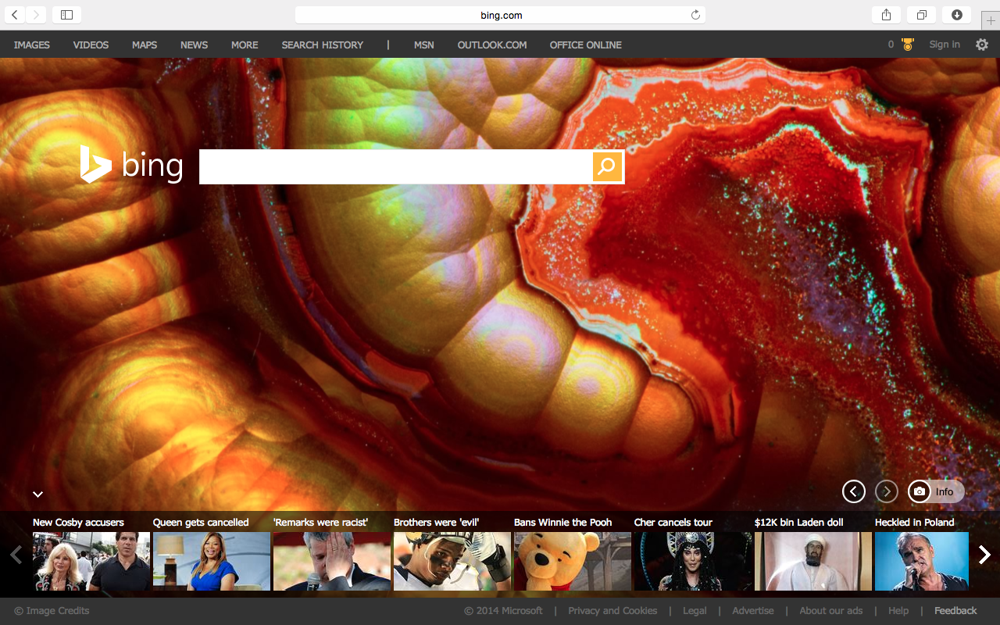 bing.com
IMAGES VIDEOS MAPS NEWS MORE SEARCH HISTORY | MSN OUTLOOK.COM OFFICE ONLINE 0 Sign in
bing
Info
New Cosby accusers Queen gets cancelled 'Remarks were racist' Brothers were 'evil' Bans Winnie the Pooh Cher cancels tour $12K bin Laden doll Heckled in Poland
© Image Credits © 2014 Microsoft | Privacy and Cookies | Legal | Advertise | About our ads | Help | Feedback